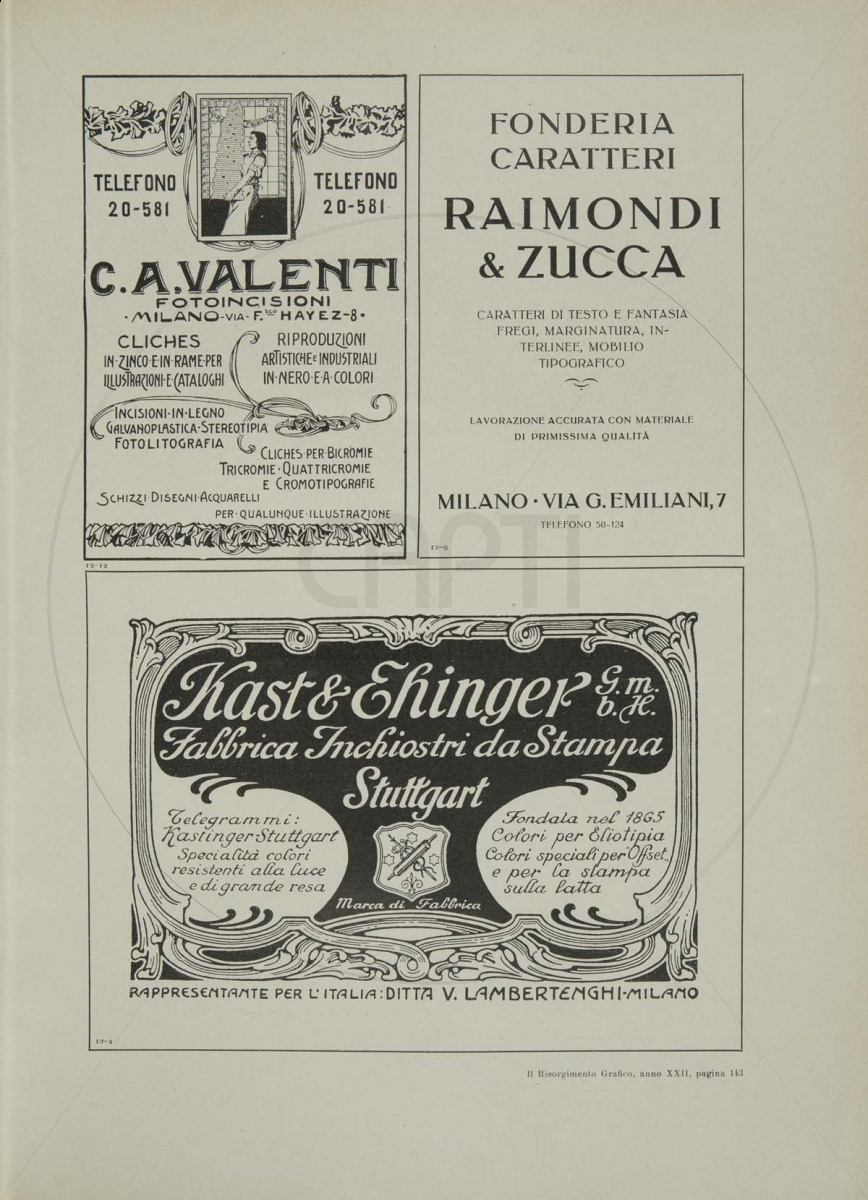 TELEFONO
20-581
TELEFONO
20-581
C.A.VALENTI
FOTOINCISIONI
·MILANO-VIA-F.SCO HAYEZ-8·
CLICHES
IN·ZINCO·E·IN·RAME·PER
ILLUSTRAZIONI·E·CATALOGHI
RIPRODUZIONI
ARTISTICHE E INDUSTRIALI
IN·NERO·E·A·COLORI
INCISIONI·IN·LEGNO
GALVANOPLASTICA·STEREOTIPIA
FOTOLITOGRAFIA
CLICHES·PER·BICROMIE
TRICROMIE·QUATTRICROMIE
E CROMOTIPOGRAFIE
SCHIZZI·DISEGNI·ACQUARELLI
PER·QUALUNQUE·ILLUSTRAZIONE
12-12
FONDERIA
CARATTERI
RAIMONDI
& ZUCCA
CARATTERI DI TESTO E FANTASIA
FREGI, MARGINATURA, IN-
TERLINEE, MOBILIO
TIPOGRAFICO
LAVORAZIONE ACCURATA CON MATERIALE
DI PRIMISSIMA QUALITÀ
MILANO · VIA G. EMILIANI, 7
TELEFONO 50-124
12-9
CAPTI
Kast & Ehinger G. m. b. H.
Fabbrica Inchiostri da Stampa
Stuttgart
Telegrammi:
Kastinger Stuttgart
Specialità colori
resistenti alla luce
e di grande resa
Fondata nel 1865
Colori per Eliotipia
Colori speciali per Offset,
e per la stampa
sulla latta
Marca di Fabbrica
RAPPRESENTANTE PER L'ITALIA: DITTA V. LAMBERTENGHI-MILANO
12-4
Il Risorgimento Grafico, anno XXII, pagina 143